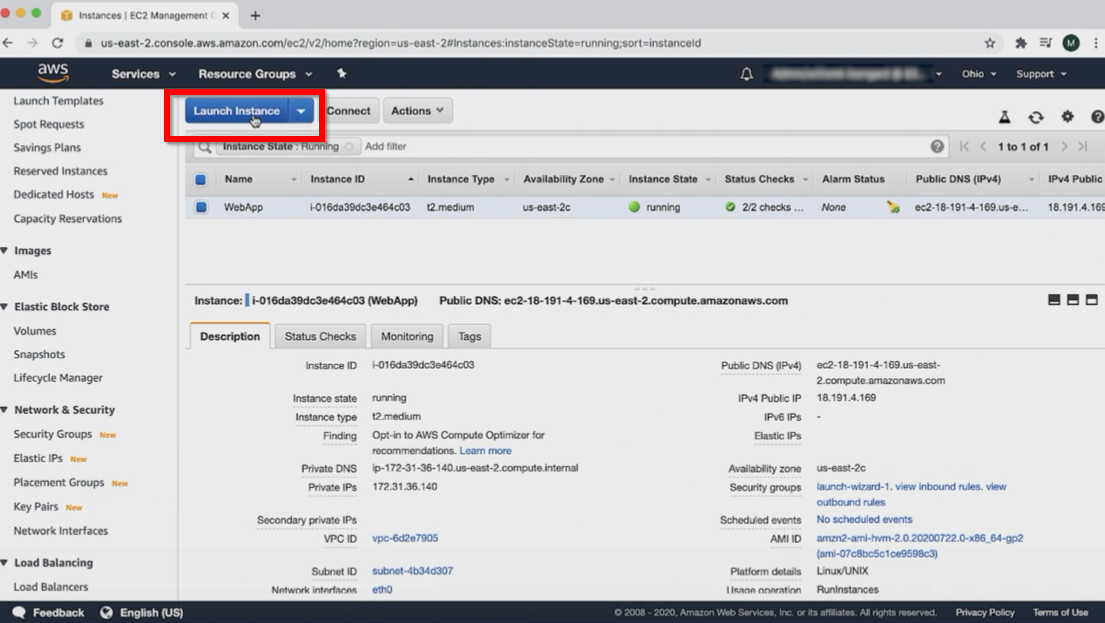 Instances | EC2 Management C
us-east-2.console.aws.amazon.com/ec2/v2/home?region=us-east-2#Instances:instanceState=running;sort=instanceId
M
aws Services Resource Groups Ohio Support
Launch Templates
Spot Requests
Savings Plans
Reserved Instances
Dedicated Hosts New
Capacity Reservations
Images
AMIs
Elastic Block Store
Volumes
Snapshots
Lifecycle Manager
Network & Security
Security Groups New
Elastic IPs New
Placement Groups New
Key Pairs New
Network Interfaces
Load Balancing
Load Balancers
Launch Instance Connect Actions
Instance State : Running Add filter 1 to 1 of 1
Name Instance ID Instance Type Availability Zone Instance State Status Checks Alarm Status Public DNS (IPv4) IPv4 Public
WebApp i-016da39dc3e464c03 t2.medium us-east-2c running 2/2 checks ... None ec2-18-191-4-169.us-e... 18.191.4.169
Instance: i-016da39dc3e464c03 (WebApp) Public DNS: ec2-18-191-4-169.us-east-2.compute.amazonaws.com
Description Status Checks Monitoring Tags
Instance ID i-016da39dc3e464c03
Instance state running
Instance type t2.medium
Finding Opt-in to AWS Compute Optimizer for
recommendations. Learn more
Private DNS ip-172-31-36-140.us-east-2.compute.internal
Private IPs 172.31.36.140
Secondary private IPs
VPC ID vpc-6d2e7905
Subnet ID subnet-4b34d307
Network interfaces eth0
Public DNS (IPv4) ec2-18-191-4-169.us-east-
2.compute.amazonaws.com
IPv4 Public IP 18.191.4.169
IPv6 IPs -
Elastic IPs
Availability zone us-east-2c
Security groups launch-wizard-1. view inbound rules. view
outbound rules
Scheduled events No scheduled events
AMI ID amzn2-ami-hvm-2.0.20200722.0-x86_64-gp2
(ami-07c8bc5c1ce9598c3)
Platform details Linux/UNIX
Usage operation RunInstances
Feedback English (US) © 2008 - 2020, Amazon Web Services, Inc. or its affiliates. All rights reserved. Privacy Policy Terms of Use